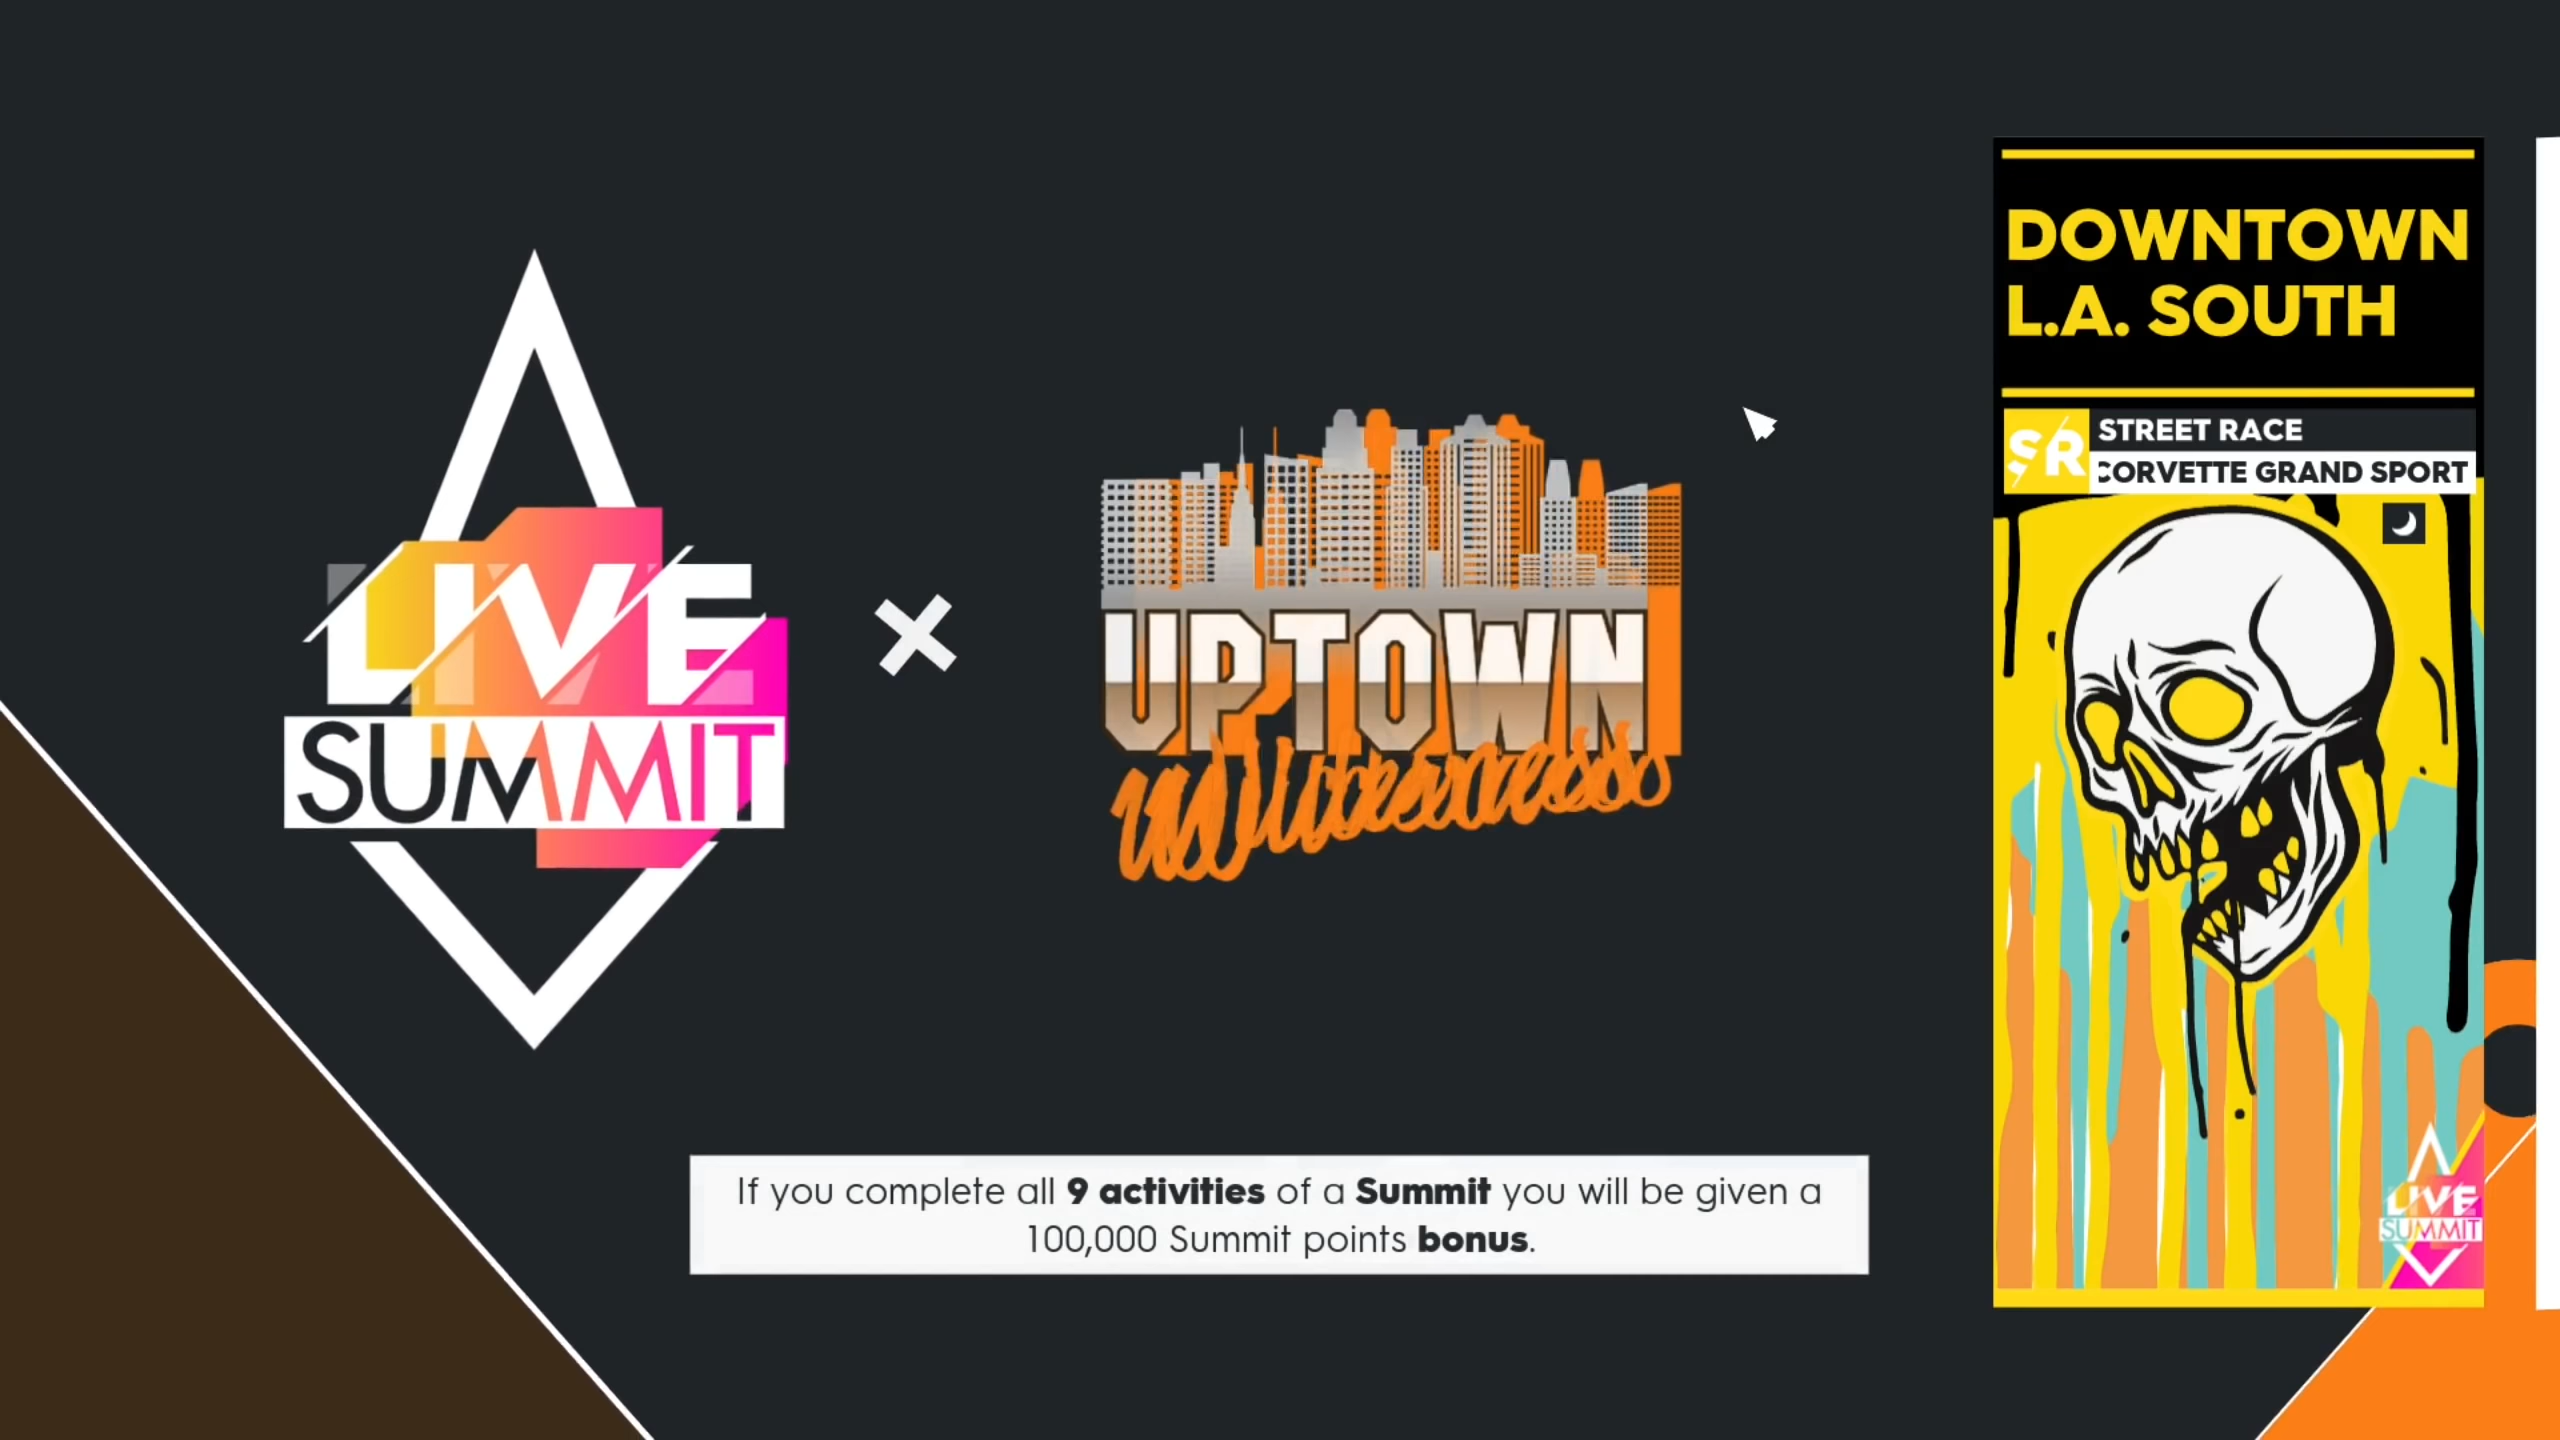 LIVE
SUMMIT
UPTOWN
If you complete all 9 activities of a Summit you will be given a
100,000 Summit points bonus.
DOWNTOWN
L.A. SOUTH
SR
STREET RACE
CORVETTE GRAND SPORT
LIVE
SUMMIT